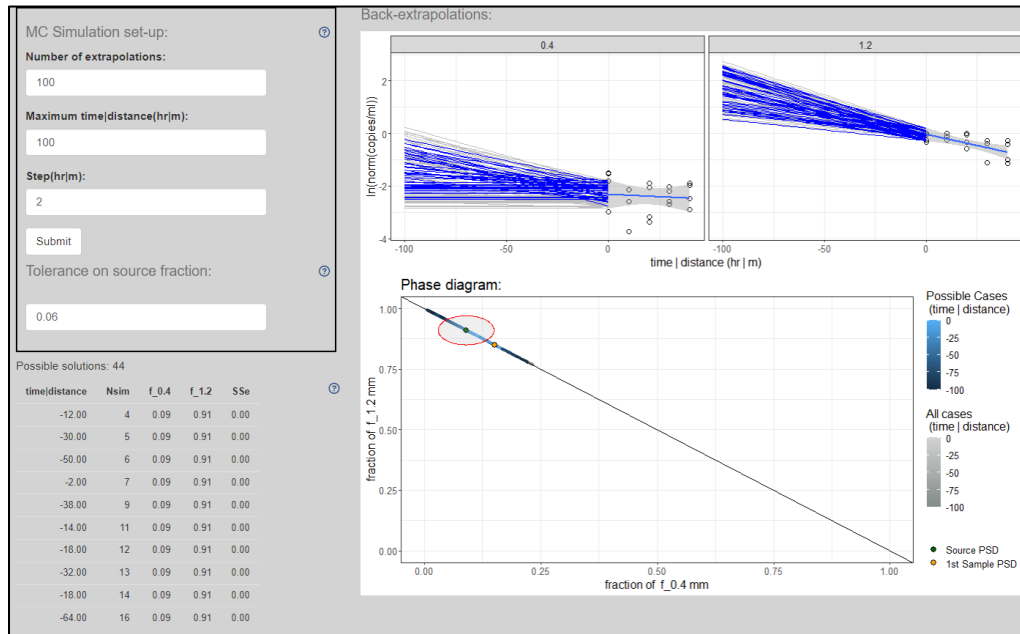 MC Simulation set-up:
Number of extrapolations:
100
Maximum time|distance(hr|m):
100
Step(hr|m):
2
Submit
Tolerance on source fraction:
0.06
Possible solutions: 44
time|distance Nsim f_0.4 f_1.2 SSe
-12.00 4 0.09 0.91 0.00
-30.00 5 0.09 0.91 0.00
-50.00 6 0.09 0.91 0.00
-2.00 7 0.09 0.91 0.00
-38.00 9 0.09 0.91 0.00
-14.00 11 0.09 0.91 0.00
-18.00 12 0.09 0.91 0.00
-32.00 13 0.09 0.91 0.00
-18.00 14 0.09 0.91 0.00
-64.00 16 0.09 0.91 0.00
Back-extrapolations:
0.4 1.2
ln(norm(copies/ml))
2
0
-2
-4
-100 -50 0 -100 -50 0
time | distance (hr | m)
Phase diagram:
fraction of f_1.2 mm
1.00
0.75
0.50
0.25
0.00
0.00 0.25 0.50 0.75 1.00
fraction of f_0.4 mm
Possible Cases
(time | distance)
0
-25
-50
-75
-100
All cases
(time | distance)
0
-25
-50
-75
-100
Source PSD
1st Sample PSD